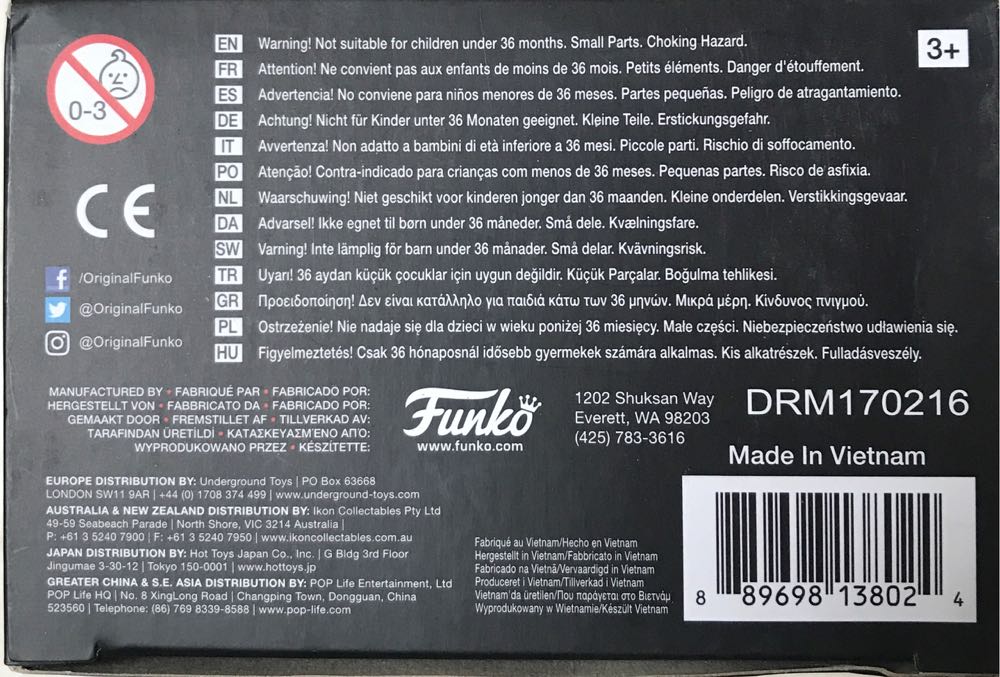 0-3
EN Warning! Not suitable for children under 36 months. Small Parts. Choking Hazard.
3+
FR Attention! Ne convient pas aux enfants de moins de 36 mois. Petits éléments. Danger d'étouffement.
ES Advertencia! No conviene para niños menores de 36 meses. Partes pequeñas. Peligro de atragantamiento.
DE Achtung! Nicht für Kinder unter 36 Monaten geeignet. Kleine Teile. Erstickungsgefahr.
IT Avvertenza! Non adatto a bambini di età inferiore a 36 mesi. Piccole parti. Rischio di soffocamento.
PO Atenção! Contra-indicado para crianças com menos de 36 meses. Pequenas partes. Risco de asfixia.
NL Waarschuwing! Niet geschikt voor kinderen jonger dan 36 maanden. Kleine onderdelen. Verstikkingsgevaar.
DA Advarsel! Ikke egnet til børn under 36 måneder. Små dele. Kvælningsfare.
SW Varning! Inte lämplig för barn under 36 månader. Små delar. Kvävningsrisk.
TR Uyarı! 36 aydan küçük çocuklar için uygun değildir. Küçük Parçalar. Boğulma tehlikesi.
GR Προειδοποίηση! Δεν είναι κατάλληλο για παιδιά κάτω των 36 μηνών. Μικρά μέρη. Κίνδυνος πνιγμού.
PL Ostrzeżenie! Nie nadaje się dla dzieci w wieku poniżej 36 miesięcy. Małe części. Niebezpieczeństwo udławienia się.
HU Figyelmeztetés! Csak 36 hónaposnál idősebb gyermekek számára alkalmas. Kis alkatrészek. Fulladásveszély.
CE
/OriginalFunko
@OriginalFunko
@OriginalFunko
MANUFACTURED BY • FABRIQUÉ PAR • FABRICADO POR:
HERGESTELLT VON • FABBRICATO DA • FABRICADO POR:
GEMAAKT DOOR • FREMSTILLET AF • TILLVERKAD AV:
TARAFINDAN ÜRETİLDİ • ΚΑΤΑΣΚΕΥΑΣΜΈΝΟ ΑΠΌ:
WYPRODUKOWANO PRZEZ • KÉSZÍTETTE:
Funko
www.funko.com
1202 Shuksan Way
Everett, WA 98203
(425) 783-3616
DRM170216
Made In Vietnam
EUROPE DISTRIBUTION BY: Underground Toys | PO Box 63668
LONDON SW11 9AR | +44 (0) 1708 374 499 | www.underground-toys.com
AUSTRALIA & NEW ZEALAND DISTRIBUTION BY: Ikon Collectables Pty Ltd
49-59 Seabeach Parade | North Shore, VIC 3214 Australia |
P: +61 3 5240 7900 | F: +61 3 5240 7950 | www.ikoncollectables.com.au
JAPAN DISTRIBUTION BY: Hot Toys Japan Co., Inc. | G Bldg 3rd Floor
Jingumae 3-30-12 | Tokyo 150-0001 | www.hottoys.jp
GREATER CHINA & S.E. ASIA DISTRIBUTION BY: POP Life Entertainment, Ltd
POP Life HQ | No. 8 XingLong Road | Changping Town, Dongguan, China
523560 | Telephone: (86) 769 8339-8588 | www.pop-life.com
Fabriqué au Vietnam/Hecho en Vietnam
Hergestellt in Vietnam/Fabbricato in Vietnam
Fabricado na Vietnã/Vervaardigd in Vietnam
Produceret i Vietnam/Tillverkad i Vietnam
Vietnam'da üretilen/Που παράγεται στο Βιετνάμ
Wyprodukowany w Wietnamie/Készült Vietnam
8 89698 13802 4